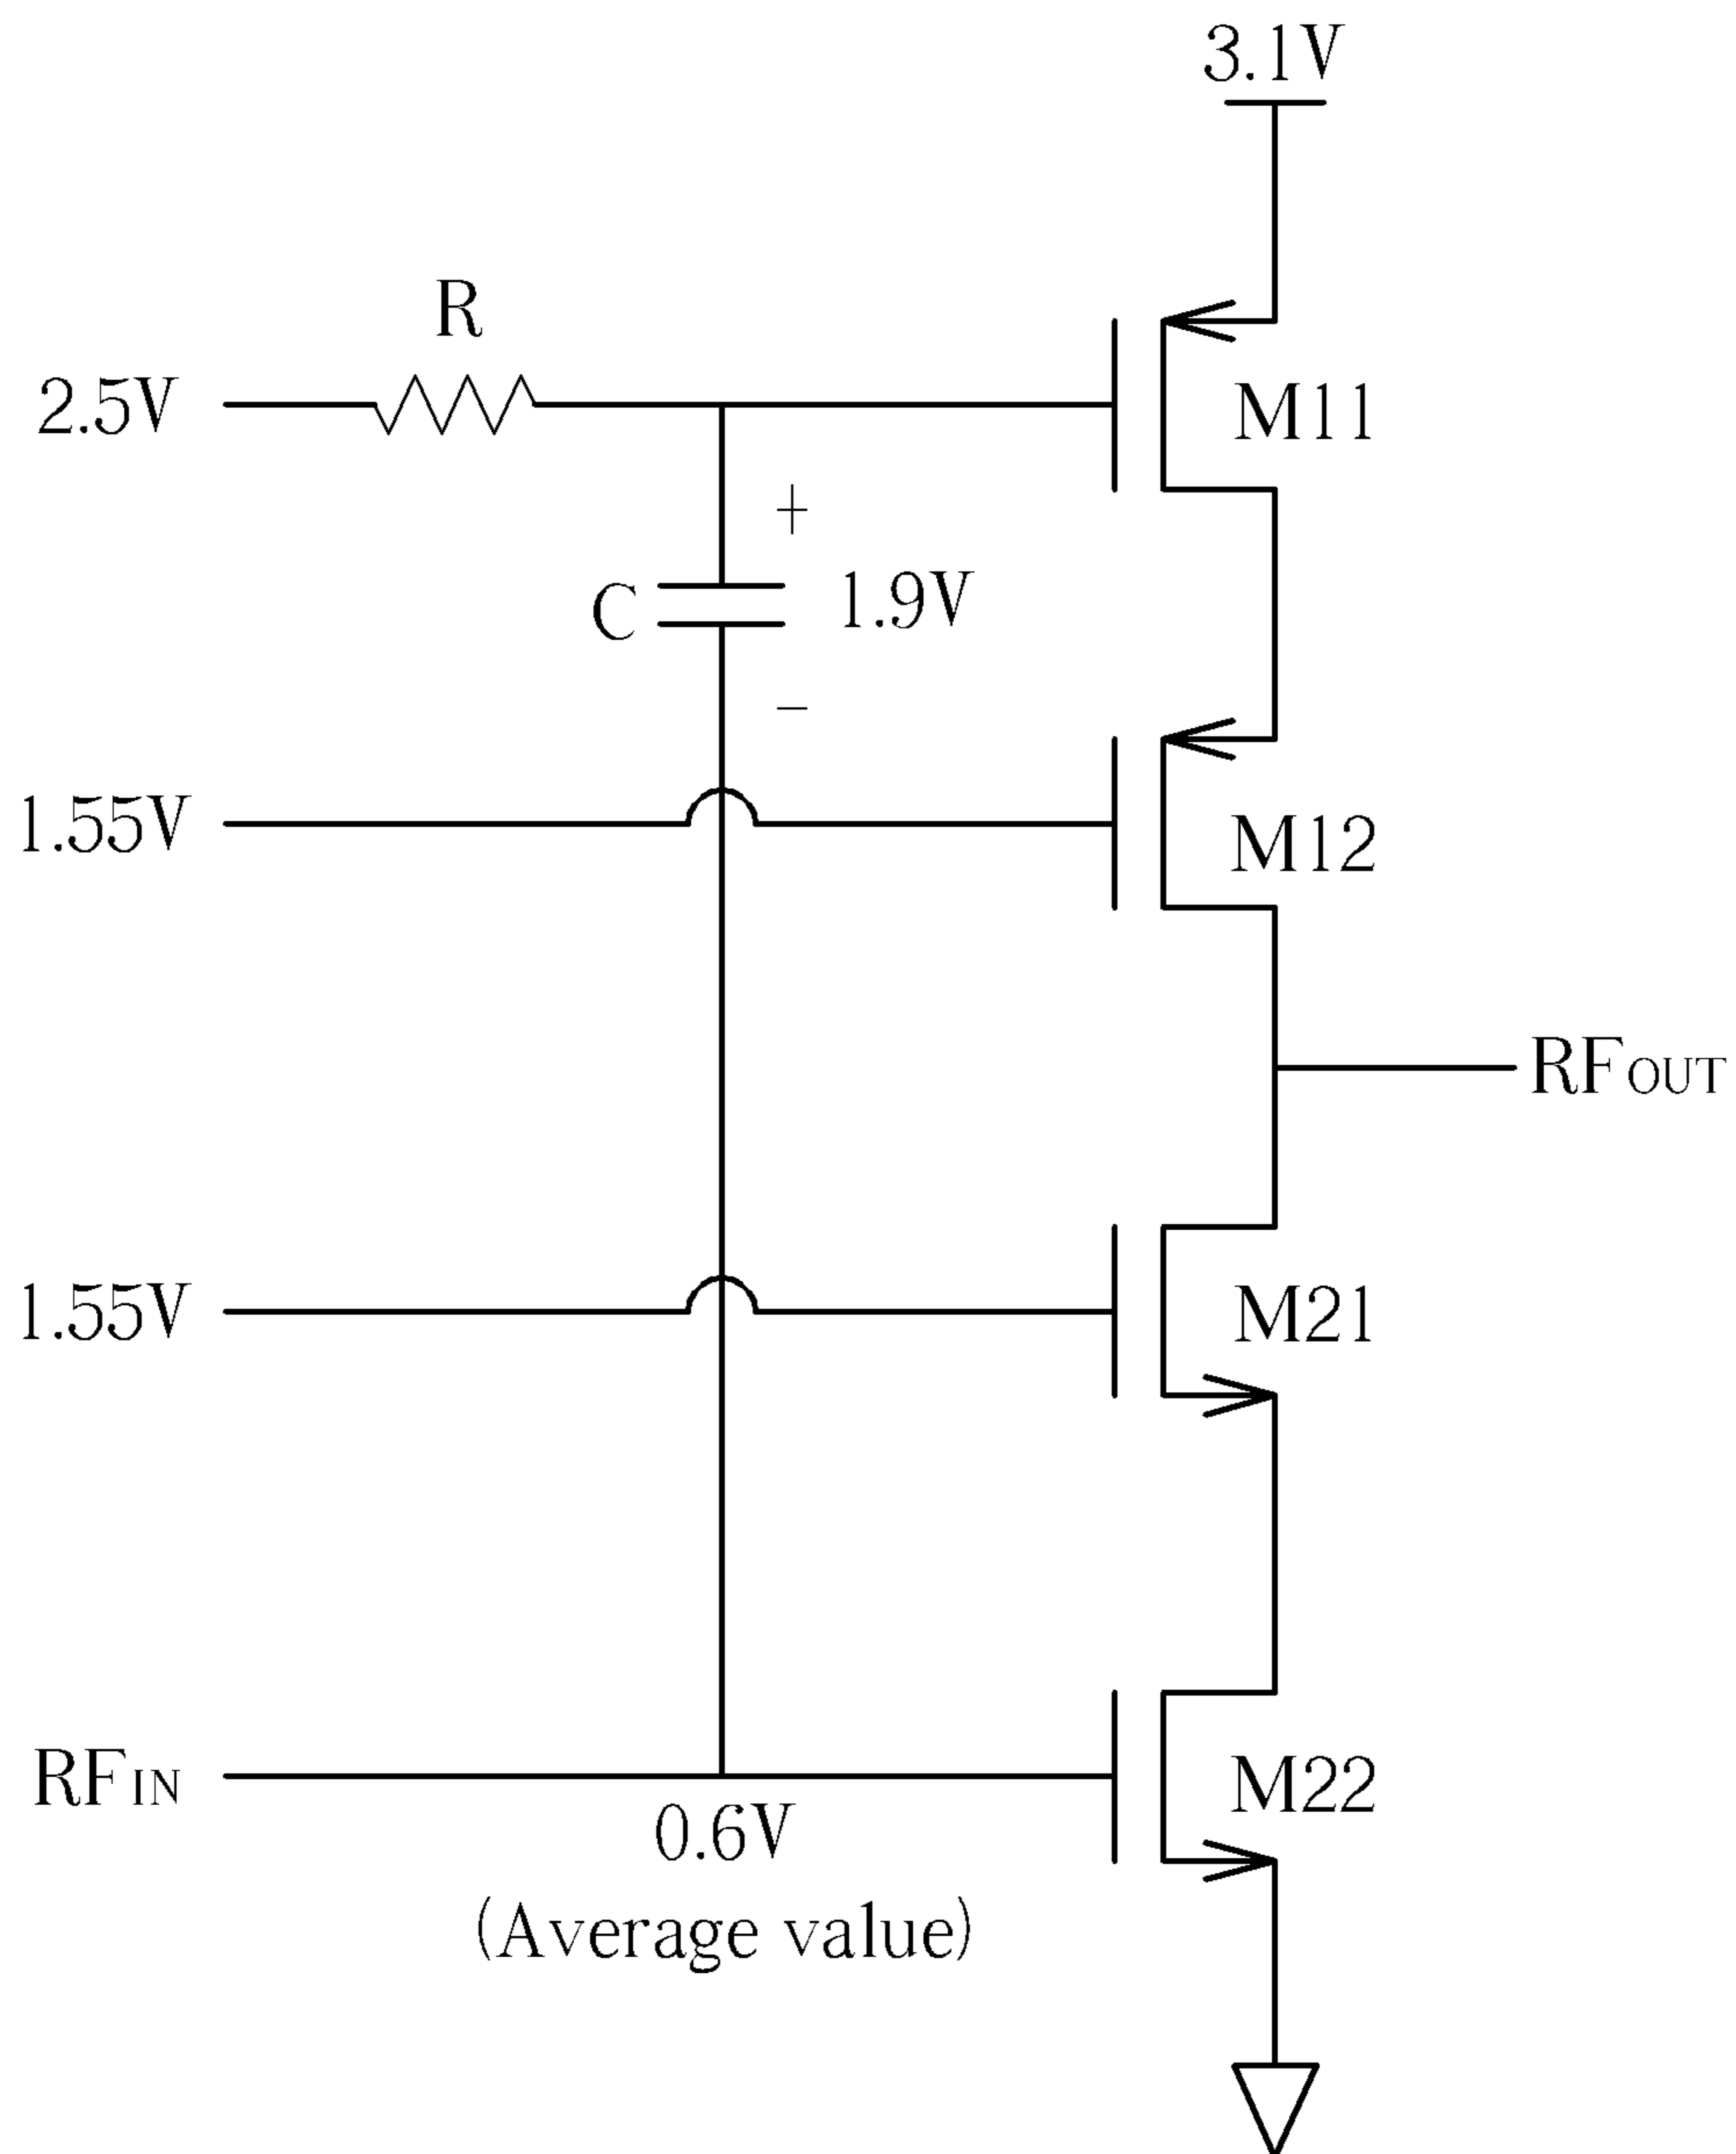 3.1V
R
2.5V
M11
+
C
1.9V
−
1.55V
M12
RFOUT
1.55V
M21
RFIN
M22
0.6V
(Average value)